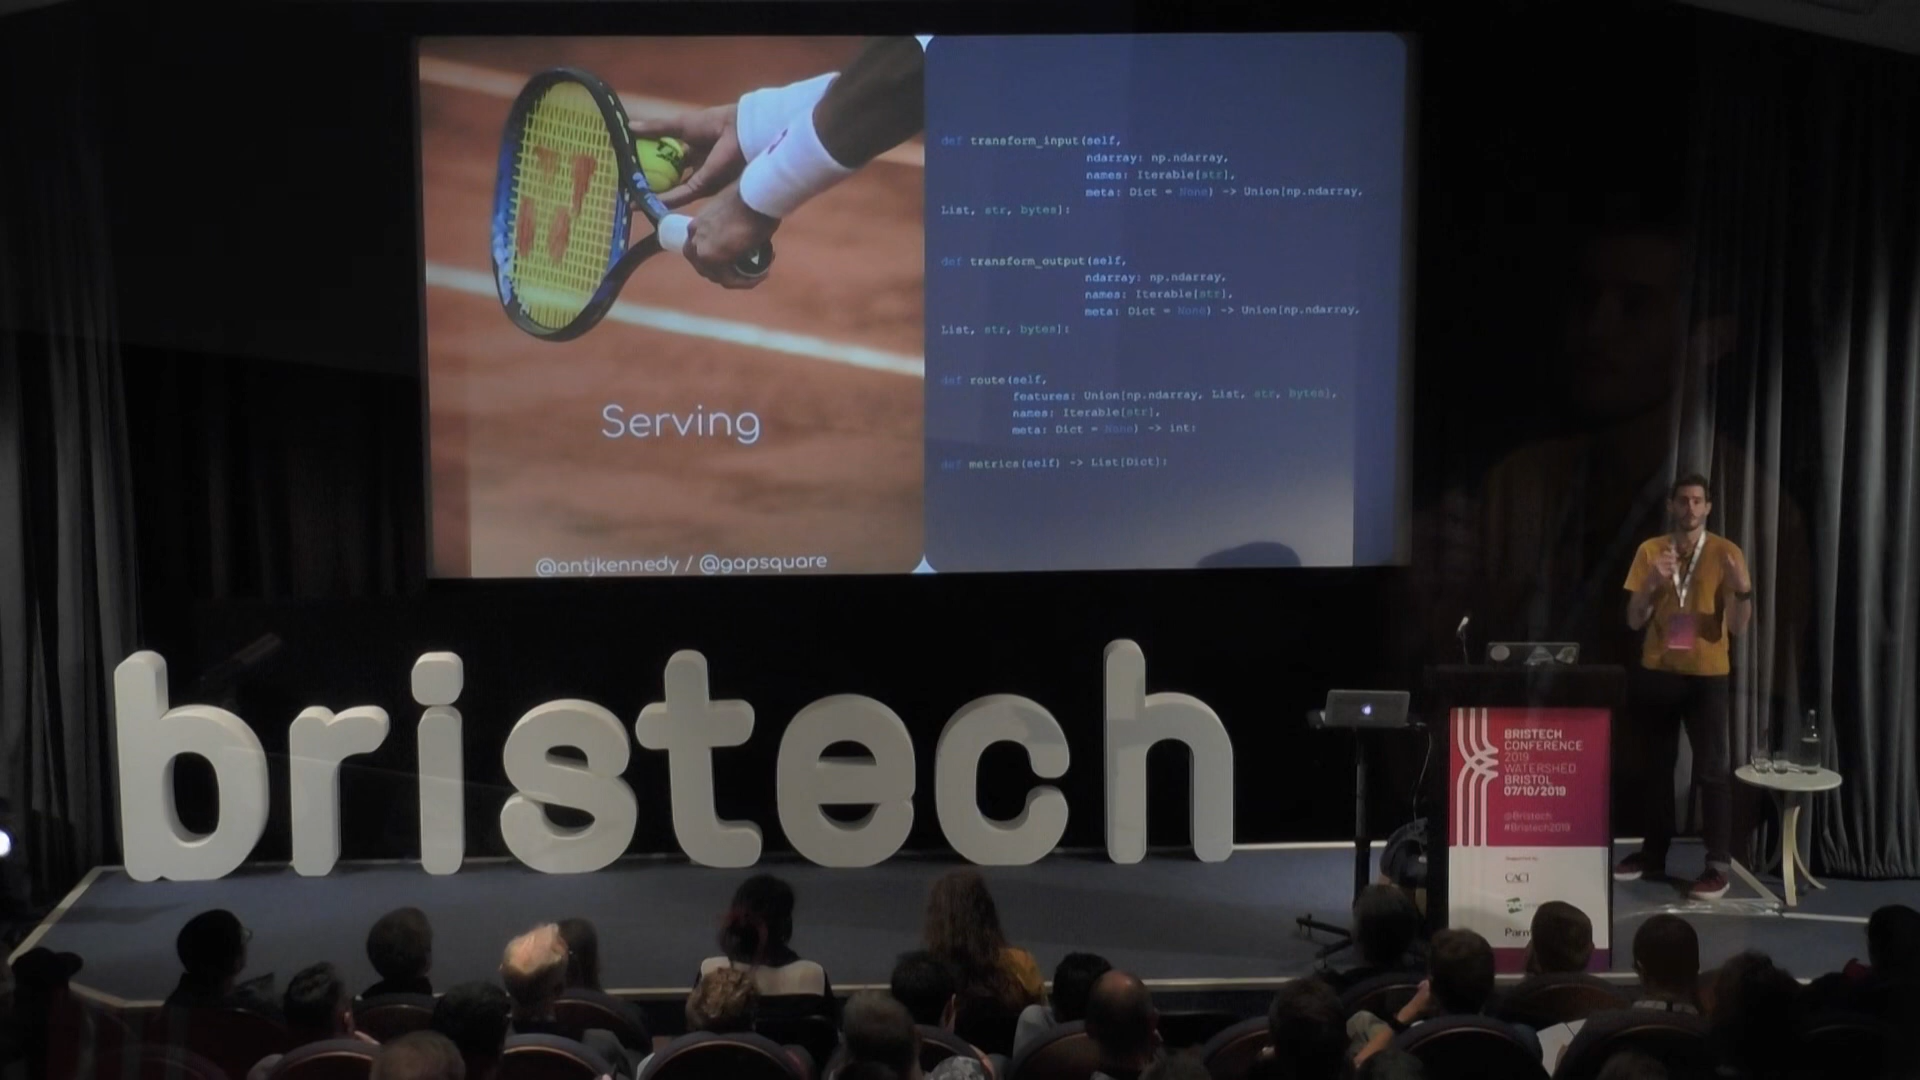 def transform_input(self,
ndarray: np.ndarray,
names: Iterable[str],
meta: Dict = None) -> Union[np.ndarray,
List, str, bytes]:
def transform_output(self,
ndarray: np.ndarray,
names: Iterable[str],
meta: Dict = None) -> Union[np.ndarray,
List, str, bytes]:
def route(self,
features: Union[np.ndarray, List, str, bytes],
names: Iterable[str],
meta: Dict = None) -> int:
def metrics(self) -> List[Dict]:
Serving
@antjkennedy / @gapsquare
bristech
BRISTECH
CONFERENCE
2019
WATERSHED
BRISTOL
07/10/2019
@Bristech
#Bristech2019
Supported by
CACI